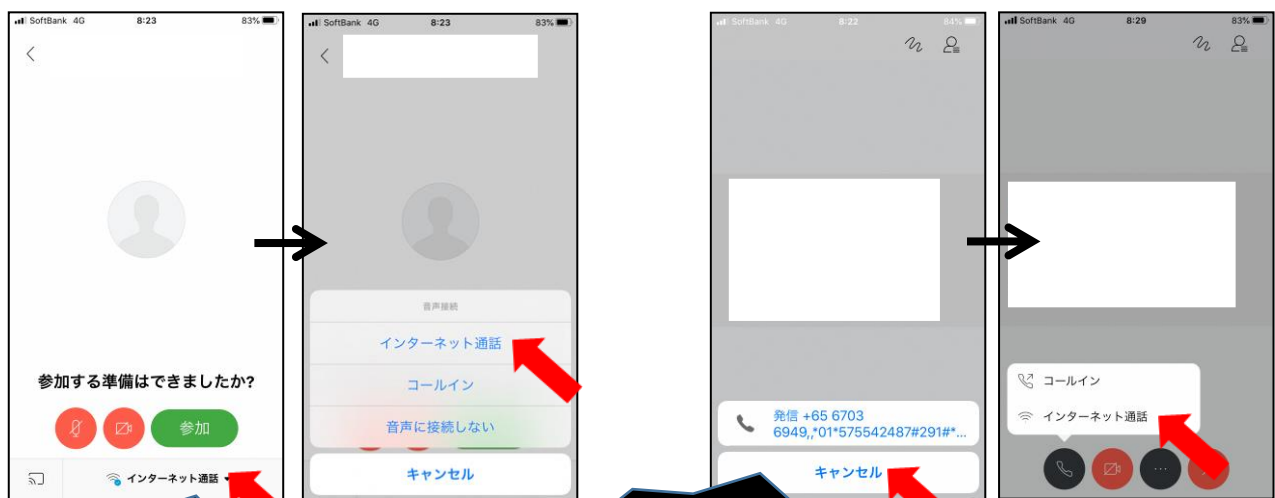 SoftBank 4G 8:23 83%
参加する準備はできましたか?
参加
インターネット通話
SoftBank 4G 8:23 83%
音声接続
インターネット通話
コールイン
音声に接続しない
キャンセル
SoftBank 4G 8:22 84%
発信 +65 6703
6949,,*01*575542487#291#*...
キャンセル
SoftBank 4G 8:29 83%
コールイン
インターネット通話